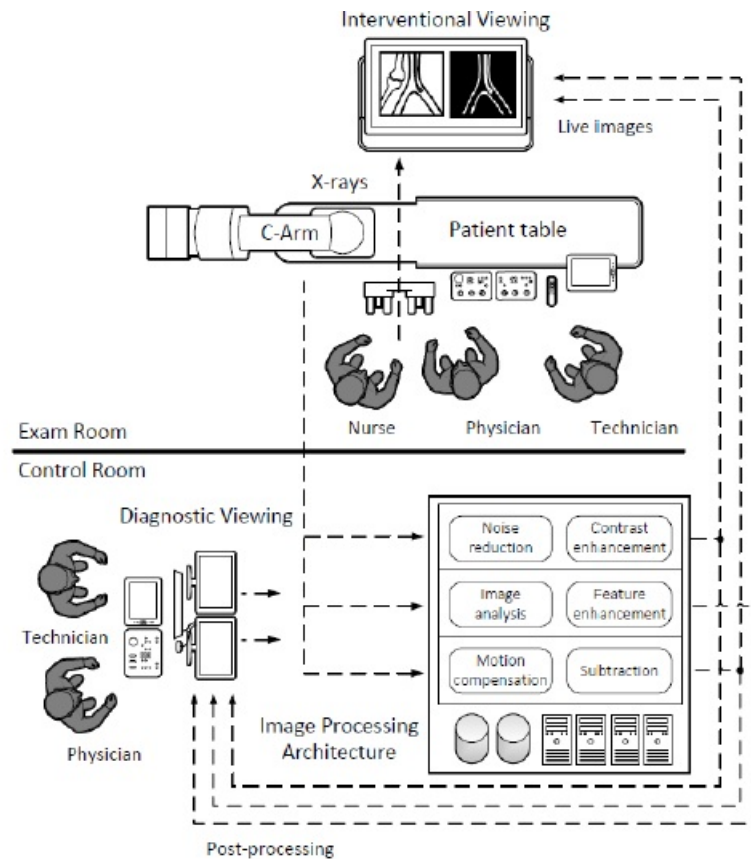 Interventional Viewing
Live images
X-rays
C-Arm
Patient table
Nurse
Physician
Technician
Exam Room
Control Room
Diagnostic Viewing
Noise
reduction
Contrast
enhancement
Image
analysis
Feature
enhancement
Motion
compensation
Subtraction
Technician
Physician
Image Processing
Architecture
Post-processing